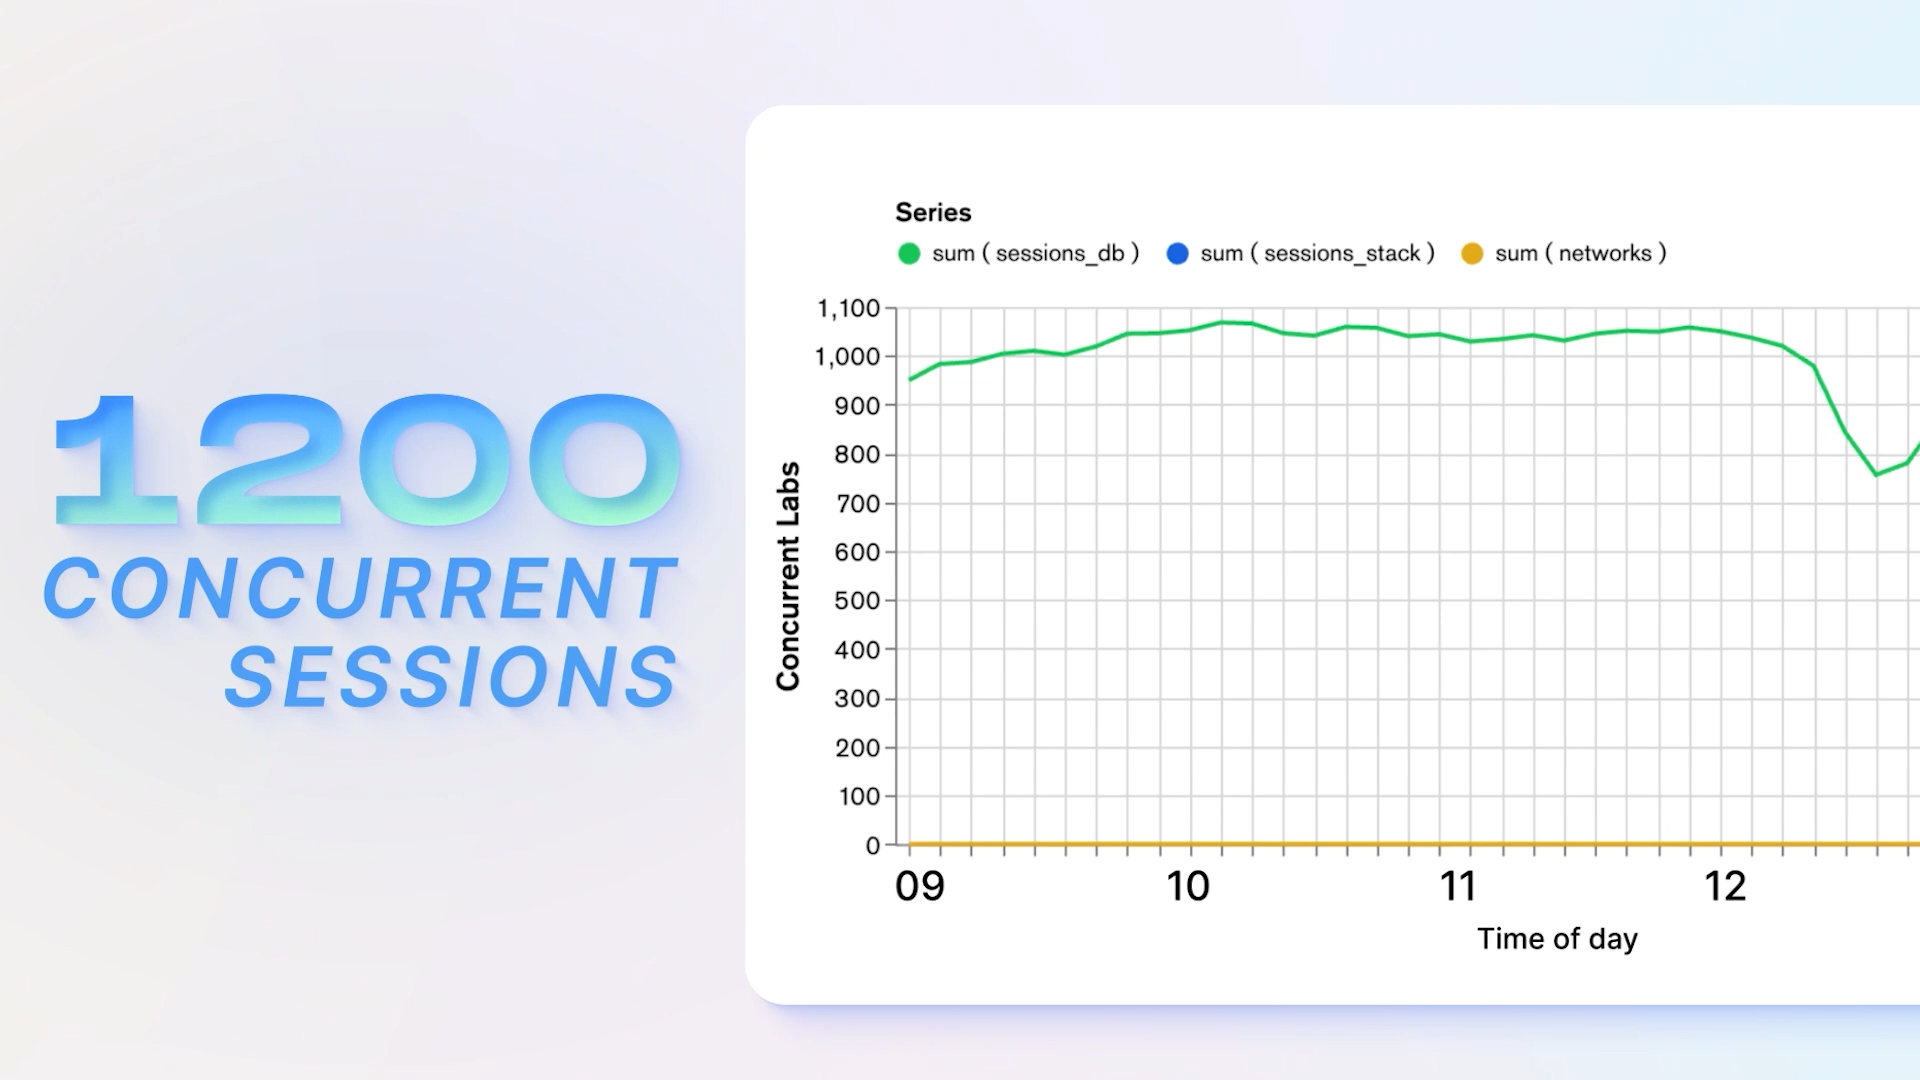 1200
CONCURRENT
SESSIONS
Series
sum ( sessions_db ) sum ( sessions_stack ) sum ( networks )
1,100
1,000
900
800
700
600
500
400
300
200
100
0
Concurrent Labs
09 10 11 12
Time of day